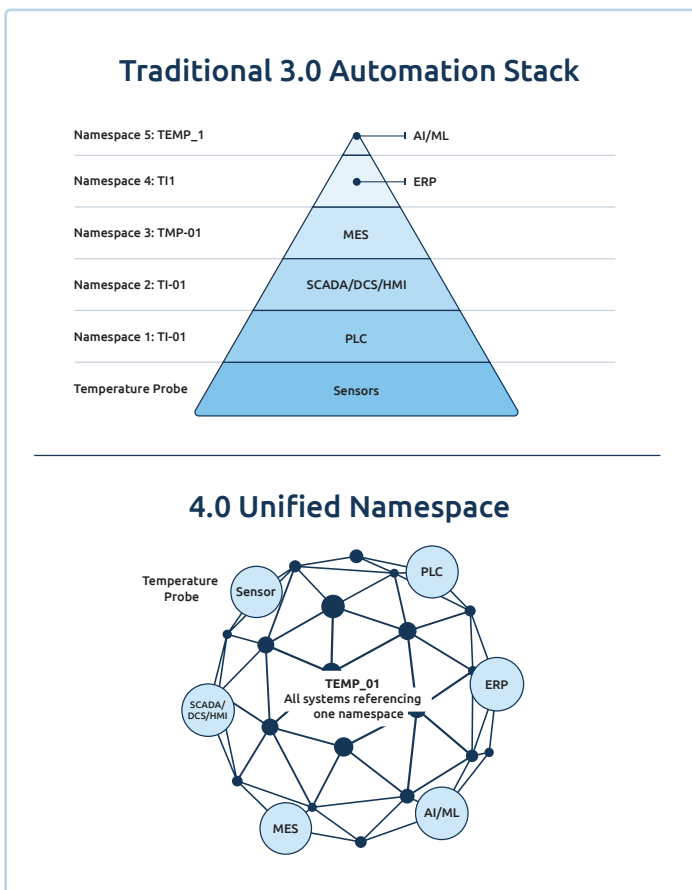 Traditional 3.0 Automation Stack
Namespace 5: TEMP_1
AI/ML
Namespace 4: TI1
ERP
Namespace 3: TMP-01
MES
Namespace 2: TI-01
SCADA/DCS/HMI
Namespace 1: TI-01
PLC
Temperature Probe
Sensors
4.0 Unified Namespace
PLC
Temperature
Probe
Sensor
TEMP_01
All systems referencing
one namespace
ERP
SCADA/
DCS/HMI
AI/ML
MES